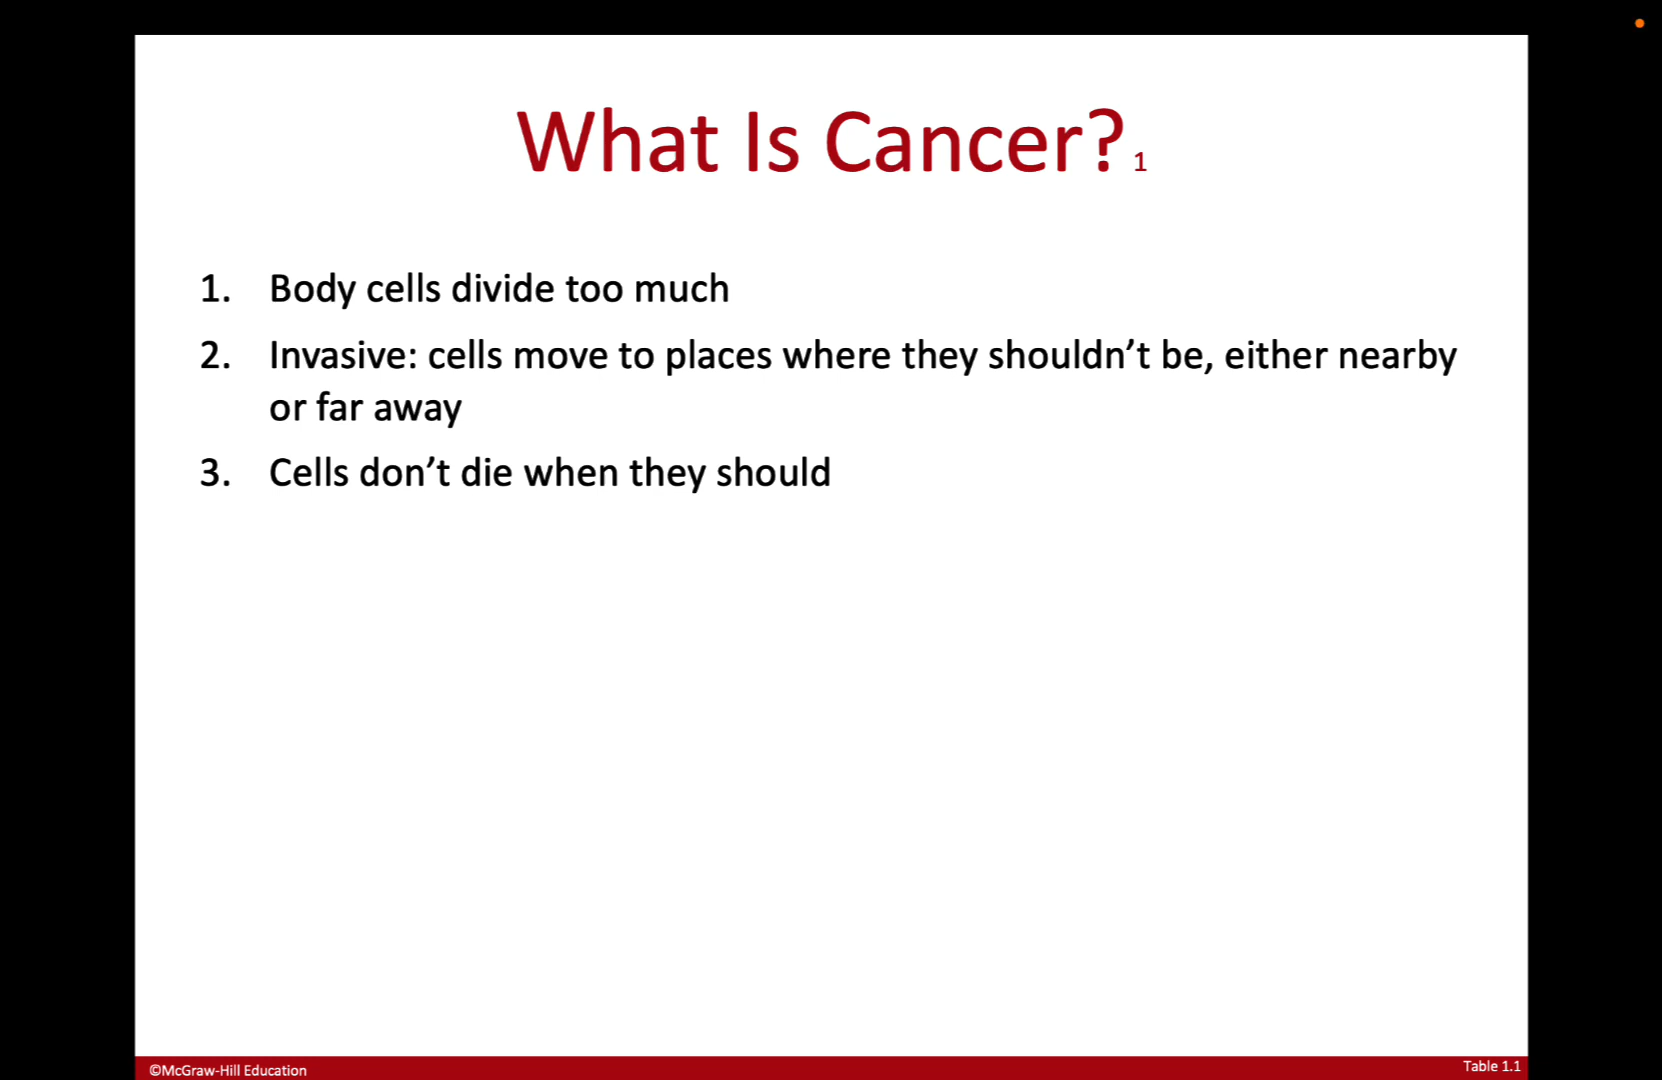 What Is Cancer? 1
1. Body cells divide too much
2. Invasive: cells move to places where they shouldn’t be, either nearby
or far away
3. Cells don’t die when they should
©McGraw-Hill Education
Table 1.1